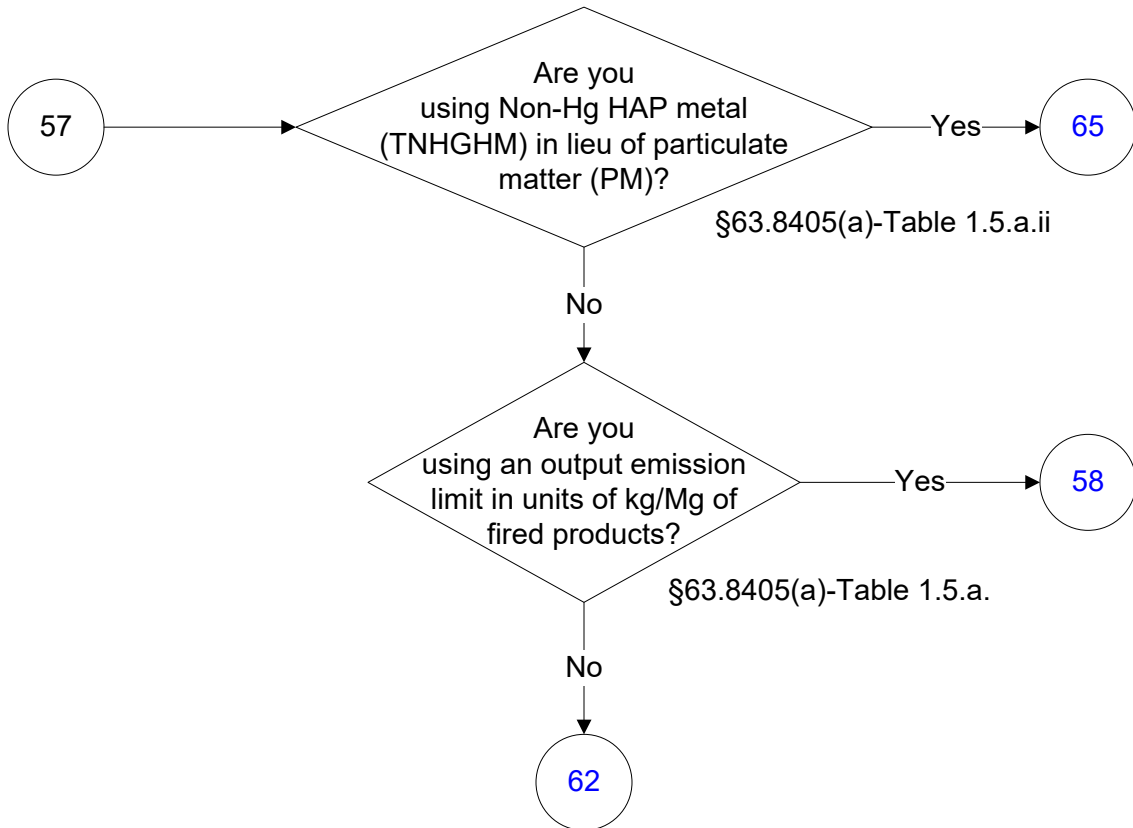 57
Are you
using Non-Hg HAP metal
(TNHGHM) in lieu of particulate
matter (PM)?
Yes
65
§63.8405(a)-Table 1.5.a.ii
No
Are you
using an output emission
limit in units of kg/Mg of
fired products?
Yes
58
§63.8405(a)-Table 1.5.a.
No
62